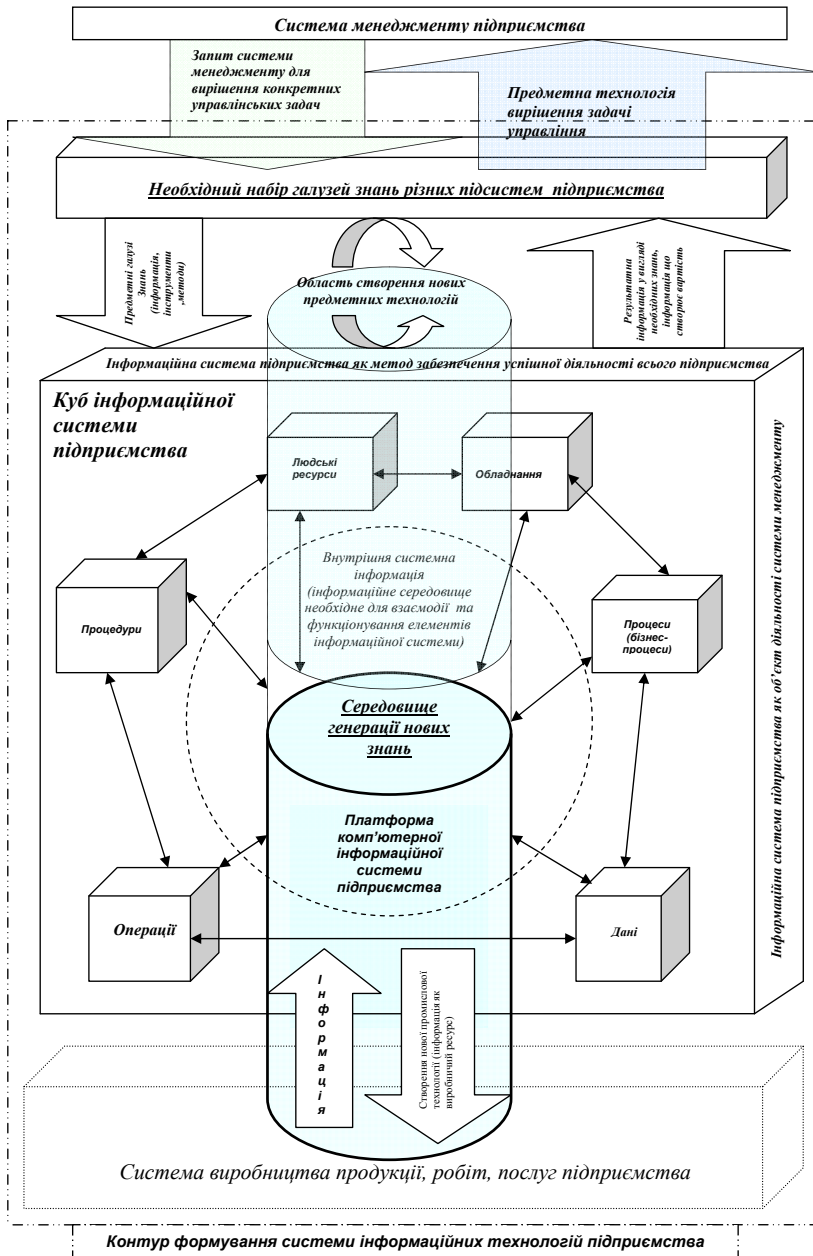 Система менеджменту підприємства
Запит системи
менеджменту для
вирішення конкретних
управлінських задач
Предметна технологія
вирішення задачі
управління
Необхідний набір галузей знань різних підсистем підприємства
Предметні галузі
Знань
(інформація,
інструменти
,методи)
Область створення нових
предметних технологій
Результатна
інформація у вигляді
необхідних знань,
інформація що
створює вартість
Інформаційна система підприємства як метод забезпечення успішної діяльності всього підприємства
Куб інформаційної
системи
підприємства
Людські
ресурси
Обладнання
Внутрішня системна
інформація
(інформаційне середовище
необхідне для взаємодії та
функціонування елементів
інформаційної системи)
Процедури
Процеси
(бізнес-
процеси)
Інформаційна система підприємства як об’єкт діяльності системи менеджменту
Середовище
генерації нових
знань
Платформа
комп’ютерної
інформаційної
системи
підприємства
Операції
Дані
Інформація
Створення нової промислової
технології (інформація як
виробничий ресурс)
Система виробництва продукції, робіт, послуг підприємства
Контур формування системи інформаційних технологій підприємства